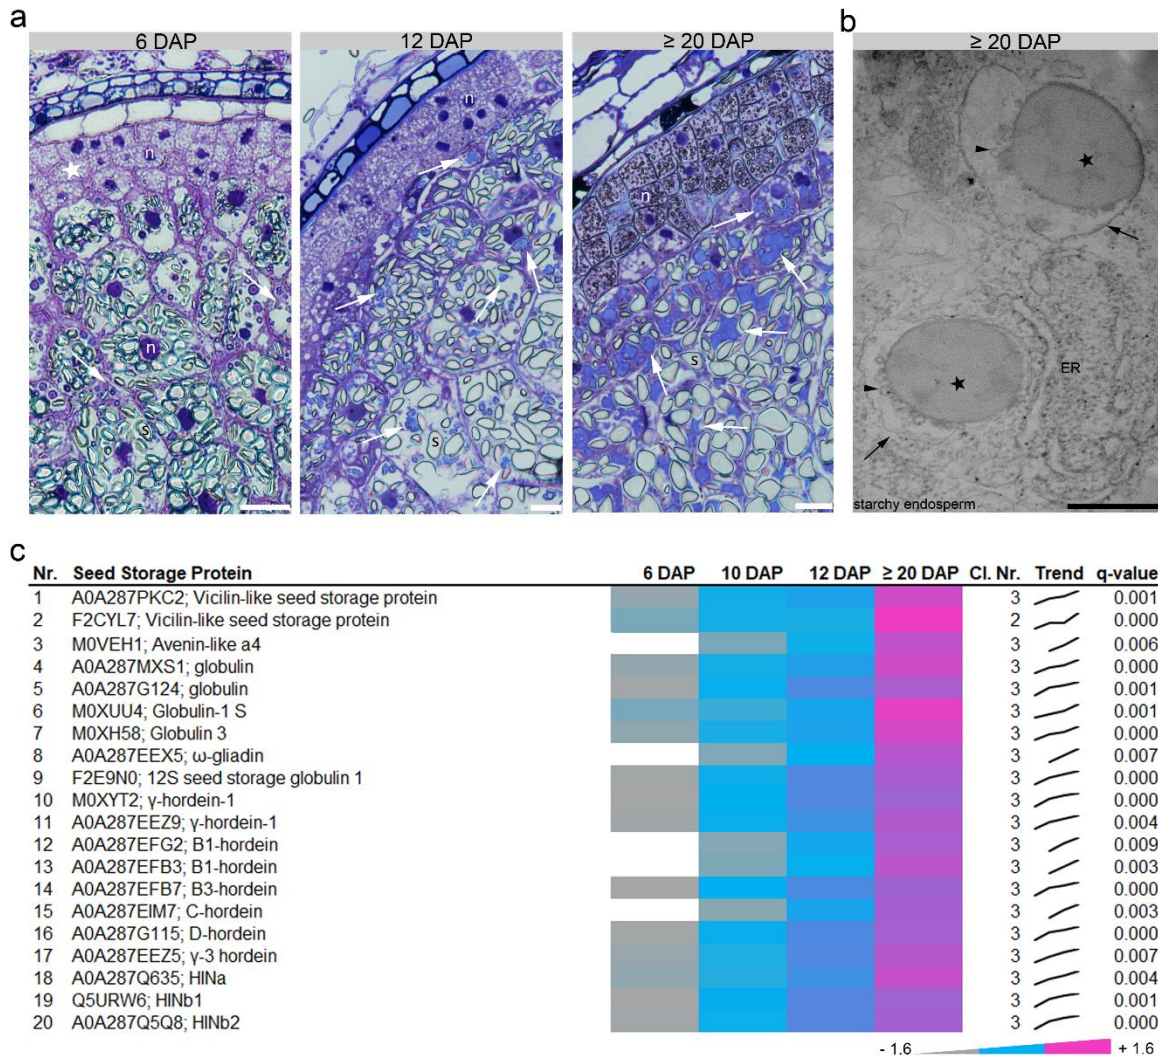 a
6 DAP
12 DAP
≥ 20 DAP
n
n
s
n
s
n
s
b
≥ 20 DAP
ER
starchy endosperm
c
Nr. Seed Storage Protein 6 DAP 10 DAP 12 DAP ≥ 20 DAP Cl. Nr. Trend q-value
1 A0A287PKC2; Vicilin-like seed storage protein 3 0.001
2 F2CYL7; Vicilin-like seed storage protein 2 0.000
3 M0VEH1; Avenin-like a4 3 0.006
4 A0A287MXS1; globulin 3 0.000
5 A0A287G124; globulin 3 0.001
6 M0XUU4; Globulin-1 S 3 0.001
7 M0XH58; Globulin 3 3 0.000
8 A0A287EEX5; ω-gliadin 3 0.007
9 F2E9N0; 12S seed storage globulin 1 3 0.000
10 M0XYT2; γ-hordein-1 3 0.000
11 A0A287EEZ9; γ-hordein-1 3 0.004
12 A0A287EFG2; B1-hordein 3 0.009
13 A0A287EFB3; B1-hordein 3 0.003
14 A0A287EFB7; B3-hordein 3 0.000
15 A0A287EIM7; C-hordein 3 0.003
16 A0A287G115; D-hordein 3 0.000
17 A0A287EEZ5; γ-3 hordein 3 0.007
18 A0A287Q635; HINa 3 0.004
19 Q5URW6; HINb1 3 0.001
20 A0A287Q5Q8; HINb2 3 0.000
- 1.6 + 1.6